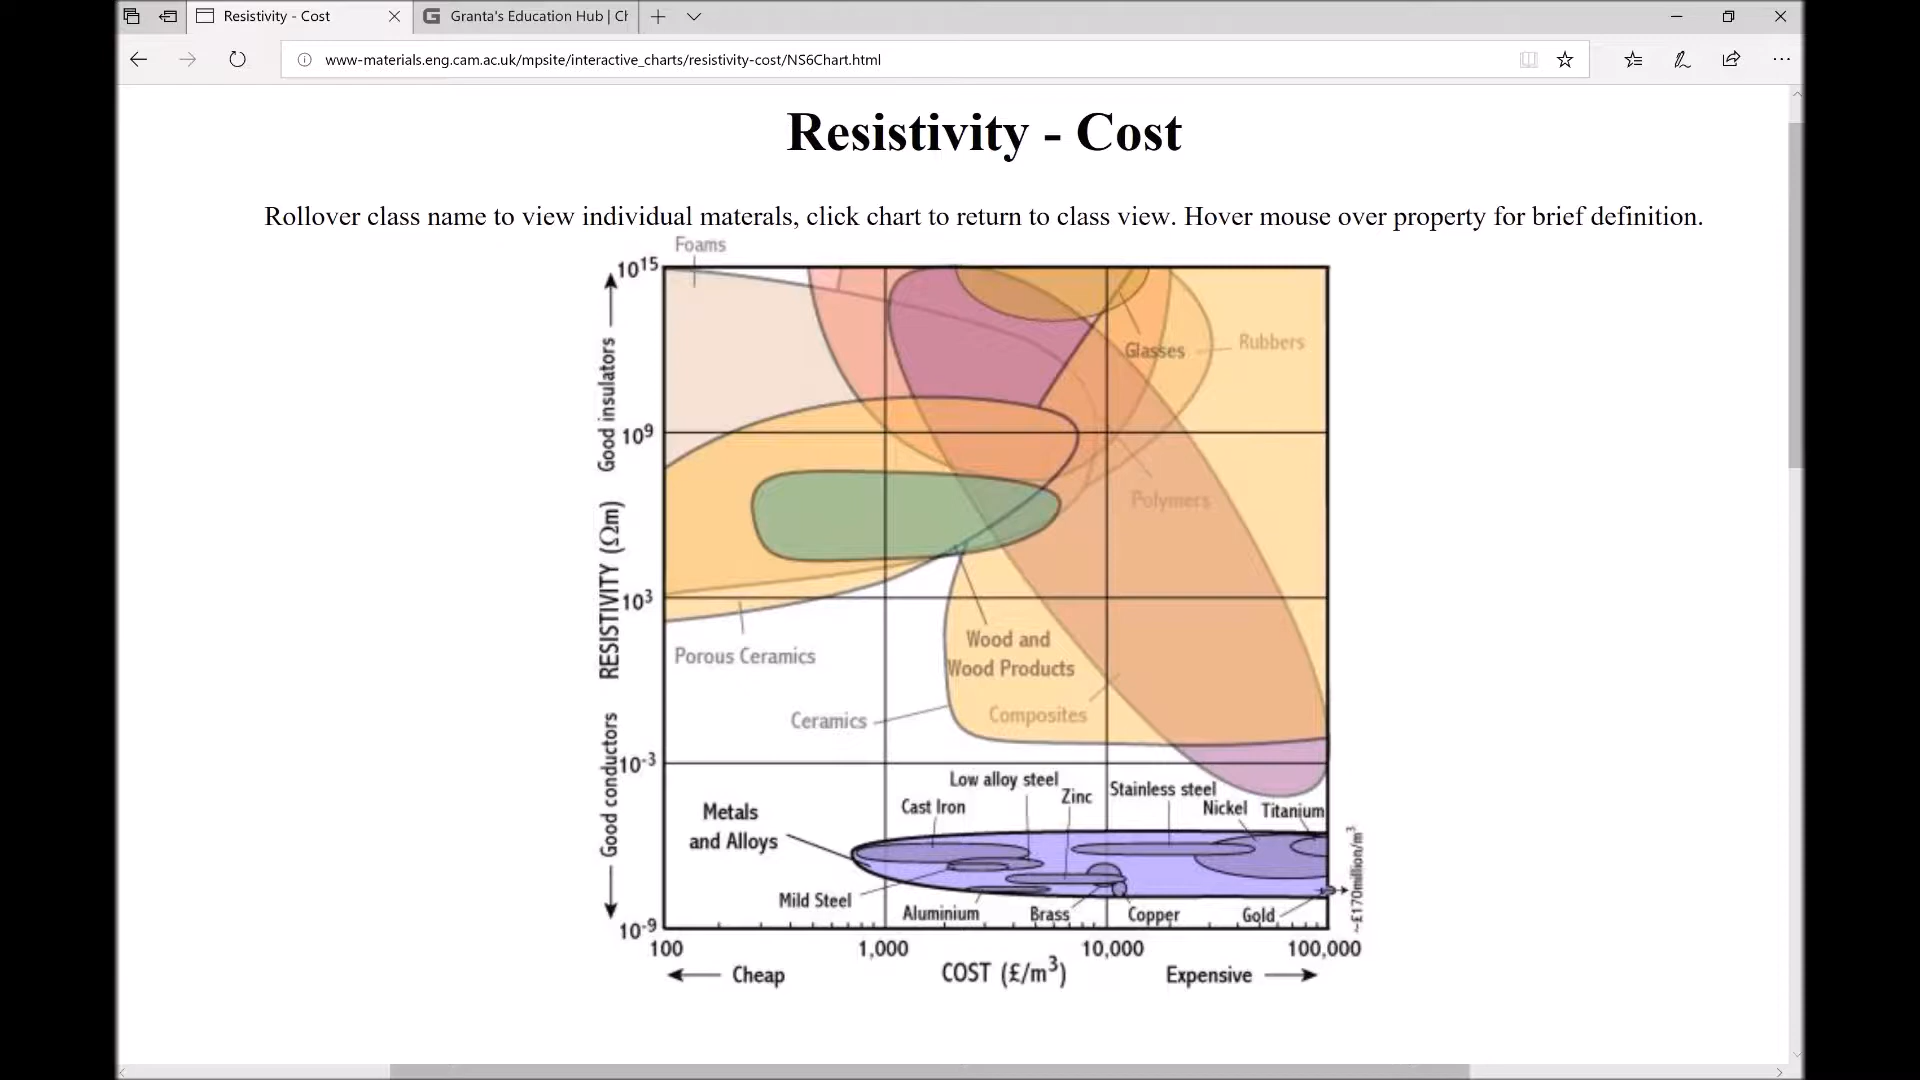 Resistivity - Cost
Granta's Education Hub | Cl
www-materials.eng.cam.ac.uk/mpsite/interactive_charts/resistivity-cost/NS6Chart.html
Resistivity - Cost
Rollover class name to view individual materals, click chart to return to class view. Hover mouse over property for brief definition.
Foams
10¹⁵
Good insulators
Rubbers
Glasses
10⁹
Polymers
RESISTIVITY (Ωm)
10³
Wood and
Wood Products
Porous Ceramics
Composites
Ceramics
Good conductors
10⁻³
Low alloy steel
Stainless steel
Zinc
Cast Iron
Nickel
Titanium
Metals
and Alloys
~£170million/m³
Mild Steel
Aluminium
Brass
Copper
Gold
10⁻⁹
100
1,000
10,000
100,000
Cheap
COST (£/m³)
Expensive